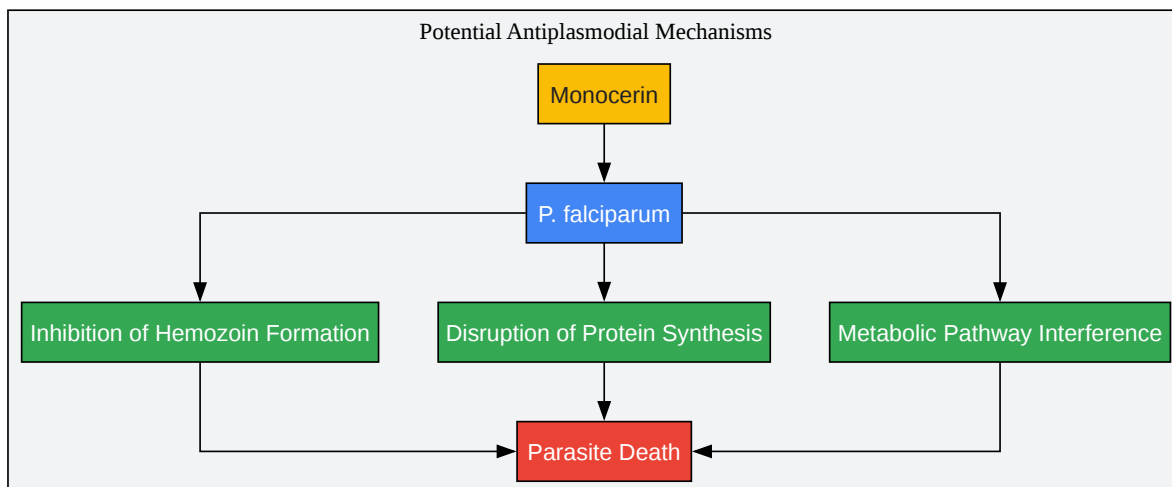 Potential Antiplasmodial Mechanisms
Monocerin
P. falciparum
Inhibition of Hemozoin Formation
Disruption of Protein Synthesis
Metabolic Pathway Interference
Parasite Death